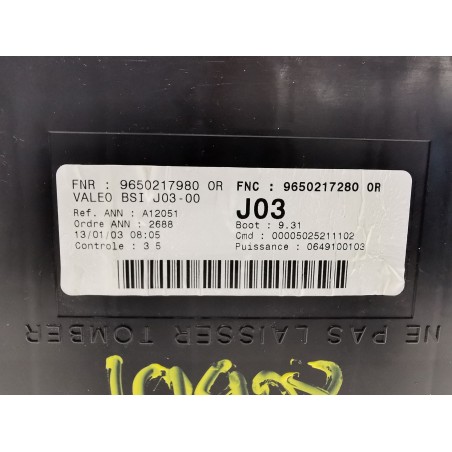 FNR : 9650217980 OR FNC : 9650217280 OR
VALEO BSI J03-00 J03
Ref. ANN : A12051
Ordre ANN : 2688 Boot : 9.31
13/01/03 08:05 Cmd : 00005025211102
Controle : 3 5 Puissance : 0649100103
NE PAS LAISSER TOMBER